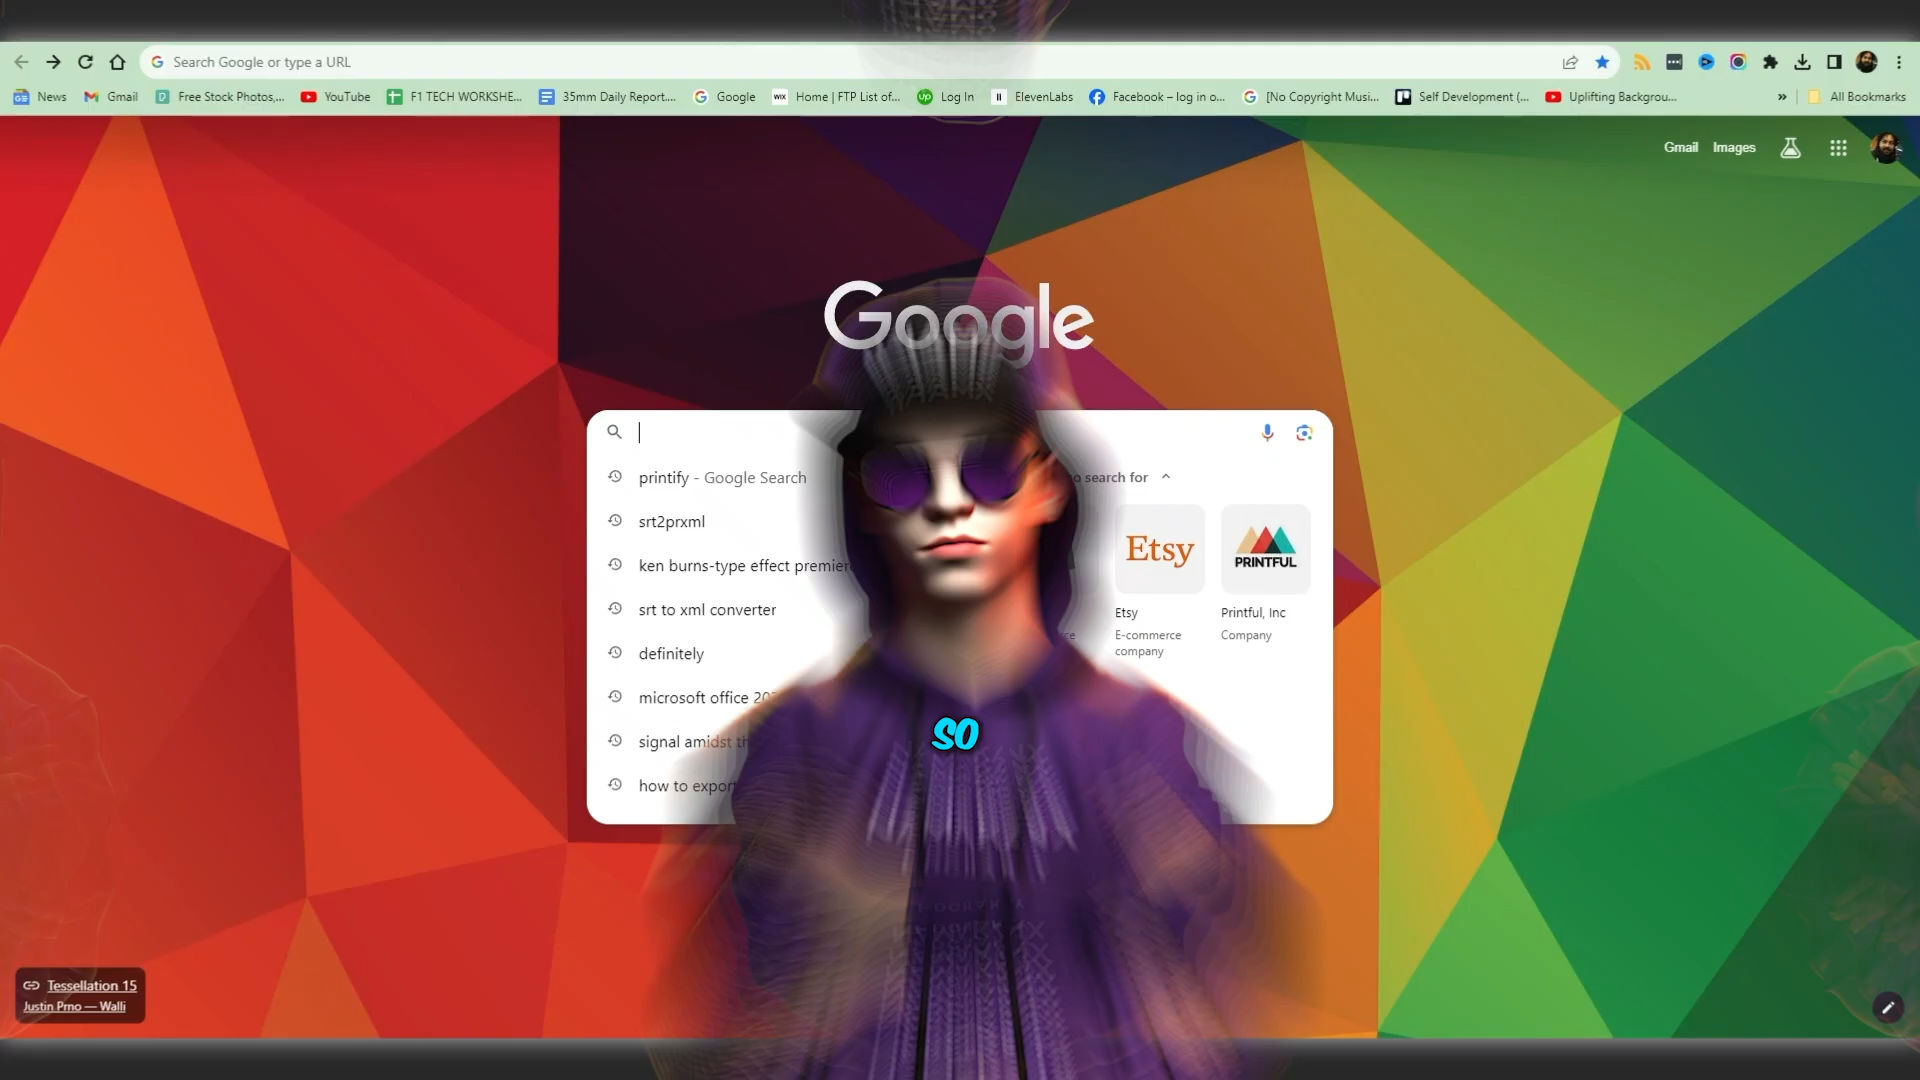 Search Google or type a URL
News Gmail Free Stock Photos,... YouTube F1 TECH WORKSHE... 35mm Daily Report.... Google WIX Home | FTP List of... up Log In ElevenLabs Facebook – log in o... [No Copyright Musi... Self Development (... Uplifting Backgrou... » All Bookmarks
Gmail Images
Google
printify - Google Search
search for
srt2prxml
ken burns-type effect premier
srt to xml converter
definitely
microsoft office
signal amidst
how to export
Etsy
PRINTFUL
Etsy
E-commerce
company
Printful, Inc
Company
SO
Tessellation 15
Justin Prno — Walli